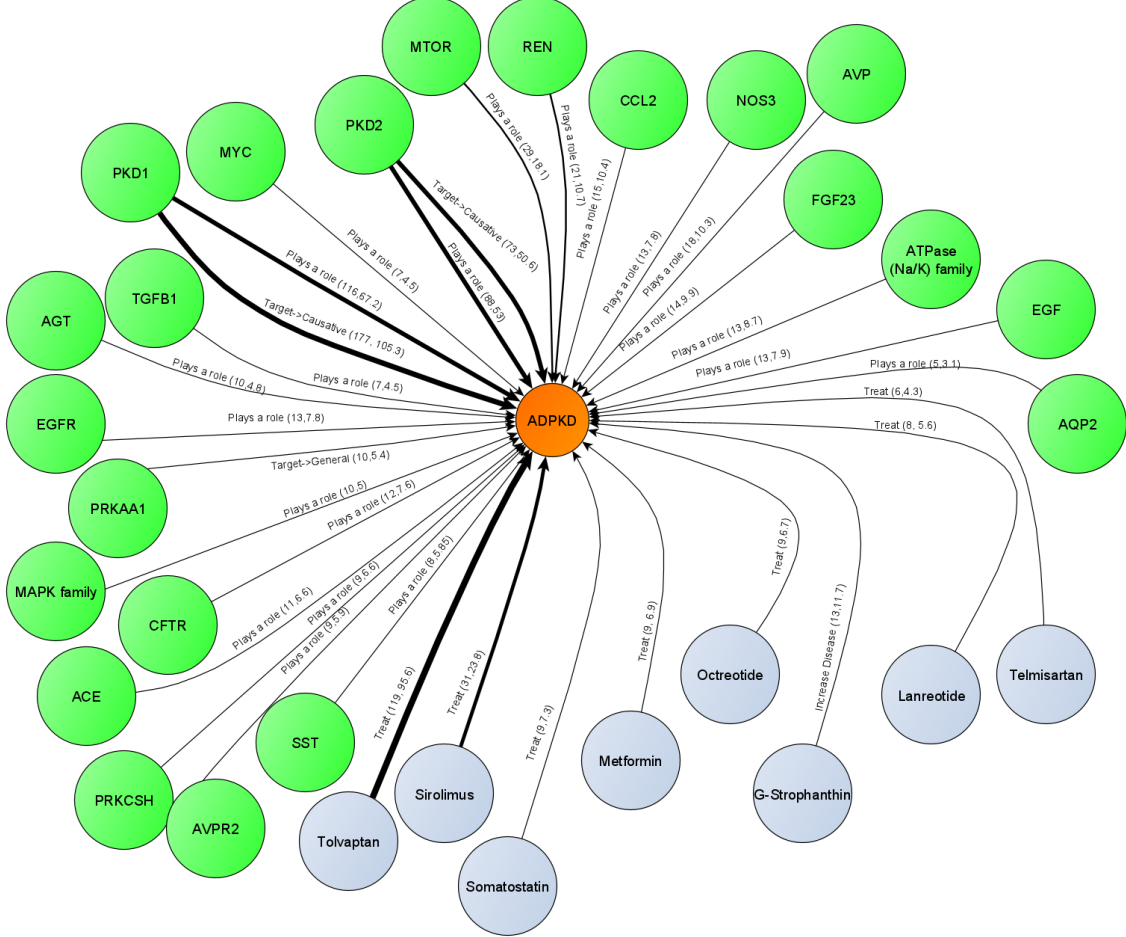 MTOR
REN
AVP
CCL2
NOS3
PKD2
MYC
PKD1
FGF23
ATPase
(Na/K) family
EGF
TGFB1
AGT
EGFR
AQP2
PRKAA1
MAPK family
CFTR
ACE
SST
PRKCSH
AVPR2
ADPKD
Tolvaptan
Sirolimus
Somatostatin
Metformin
Octreotide
G-Strophanthin
Lanreotide
Telmisartan
Plays a role (29,18.1)
Plays a role (21,10.7)
Plays a role (15,10.4)
Plays a role (13,7.8)
Plays a role (18,10.3)
Plays a role (14,9.9)
Plays a role (13,8.7)
Plays a role (13,7.9)
Plays a role (5,3.1)
Treat (6,4.3)
Treat (8, 5.6)
Target->Causative (73,50.6)
Plays a role (88,53)
Plays a role (7,4.5)
Plays a role (116,67.2)
Target->Causative (177, 105.3)
Plays a role (7,4.5)
Plays a role (10,4.8)
Plays a role (13,7.8)
Target->General (10,5.4)
Plays a role (10,5)
Plays a role (12,7.6)
Plays a role (11,6.6)
Plays a role (9,6.6)
Plays a role (9,5.9)
Plays a role (8,5.85)
Treat (119, 95.6)
Treat (31,23.8)
Treat (9,7.3)
Treat (9, 6.9)
Treat (9,6.7)
Increase Disease (13,11.7)